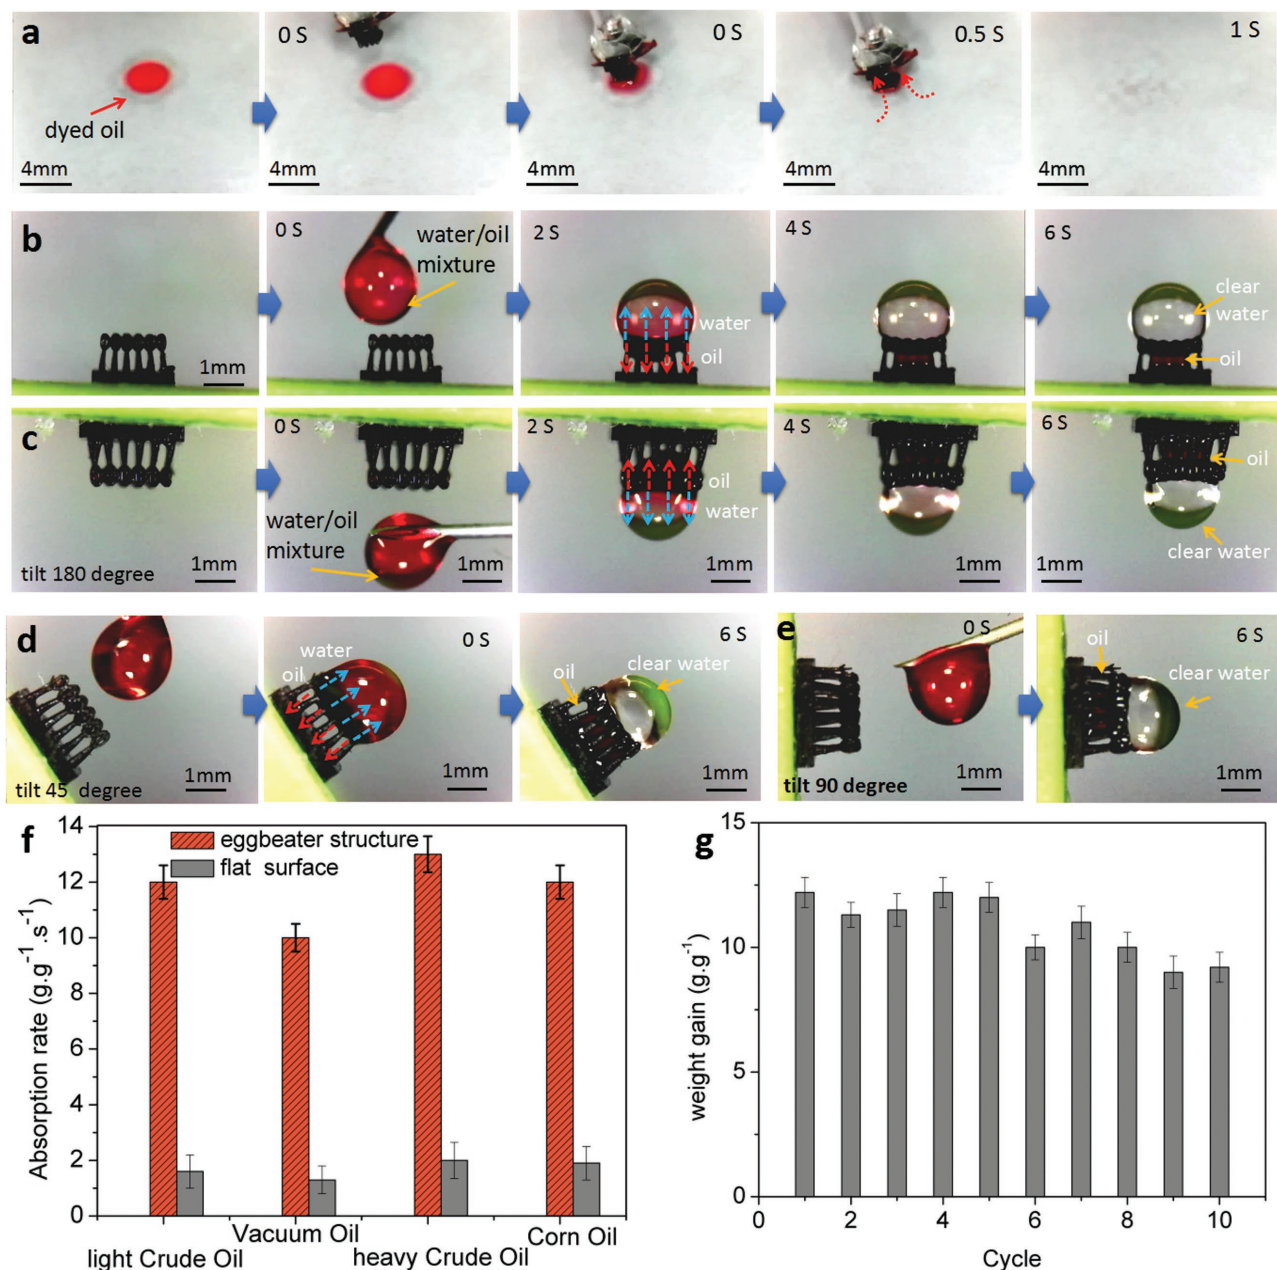 a
0 S
0 S
0.5 S
1 S
dyed oil
4mm
4mm
4mm
4mm
4mm
b
0 S
2 S
4 S
6 S
water/oil
mixture
clear
water
water
oil
oil
1mm
c
0 S
2 S
4 S
6 S
oil
water
oil
water/oil
mixture
clear water
tilt 180 degree
1mm
1mm
1mm
1mm
1mm
d
0 S
6 S
water
oil
oil
clear water
tilt 45 degree
1mm
1mm
1mm
e
0 S
6 S
oil
clear water
tilt 90 degree
1mm
1mm
f
eggbeater structure
flat surface
Absorption rate (g.g⁻¹.s⁻¹)
14
12
10
8
6
4
2
0
light Crude Oil
Vacuum Oil
heavy Crude Oil
Corn Oil
g
weight gain (g.g⁻¹)
15
10
5
0
0
2
4
6
8
10
Cycle